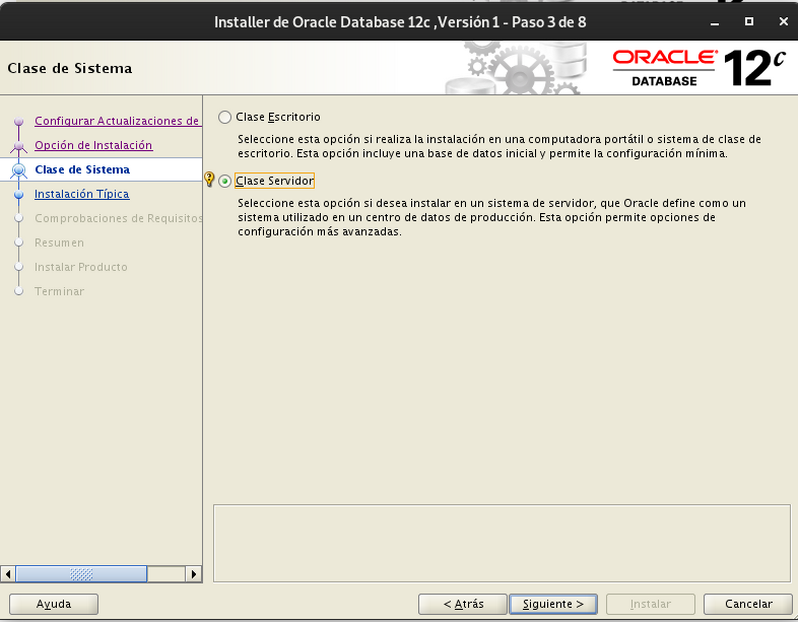 Installer de Oracle Database 12c ,Versión 1 - Paso 3 de 8
Clase de Sistema
ORACLE
DATABASE
12c
Configurar Actualizaciones de
Opción de Instalación
Clase de Sistema
Instalación Típica
Comprobaciones de Requisitos
Resumen
Instalar Producto
Terminar
Clase Escritorio
Seleccione esta opción si realiza la instalación en una computadora portátil o sistema de clase de
escritorio. Esta opción incluye una base de datos inicial y permite la configuración mínima.
Clase Servidor
Seleccione esta opción si desea instalar en un sistema de servidor, que Oracle define como un
sistema utilizado en un centro de datos de producción. Esta opción permite opciones de
configuración más avanzadas.
Ayuda
< Atrás
Siguiente >
Instalar
Cancelar